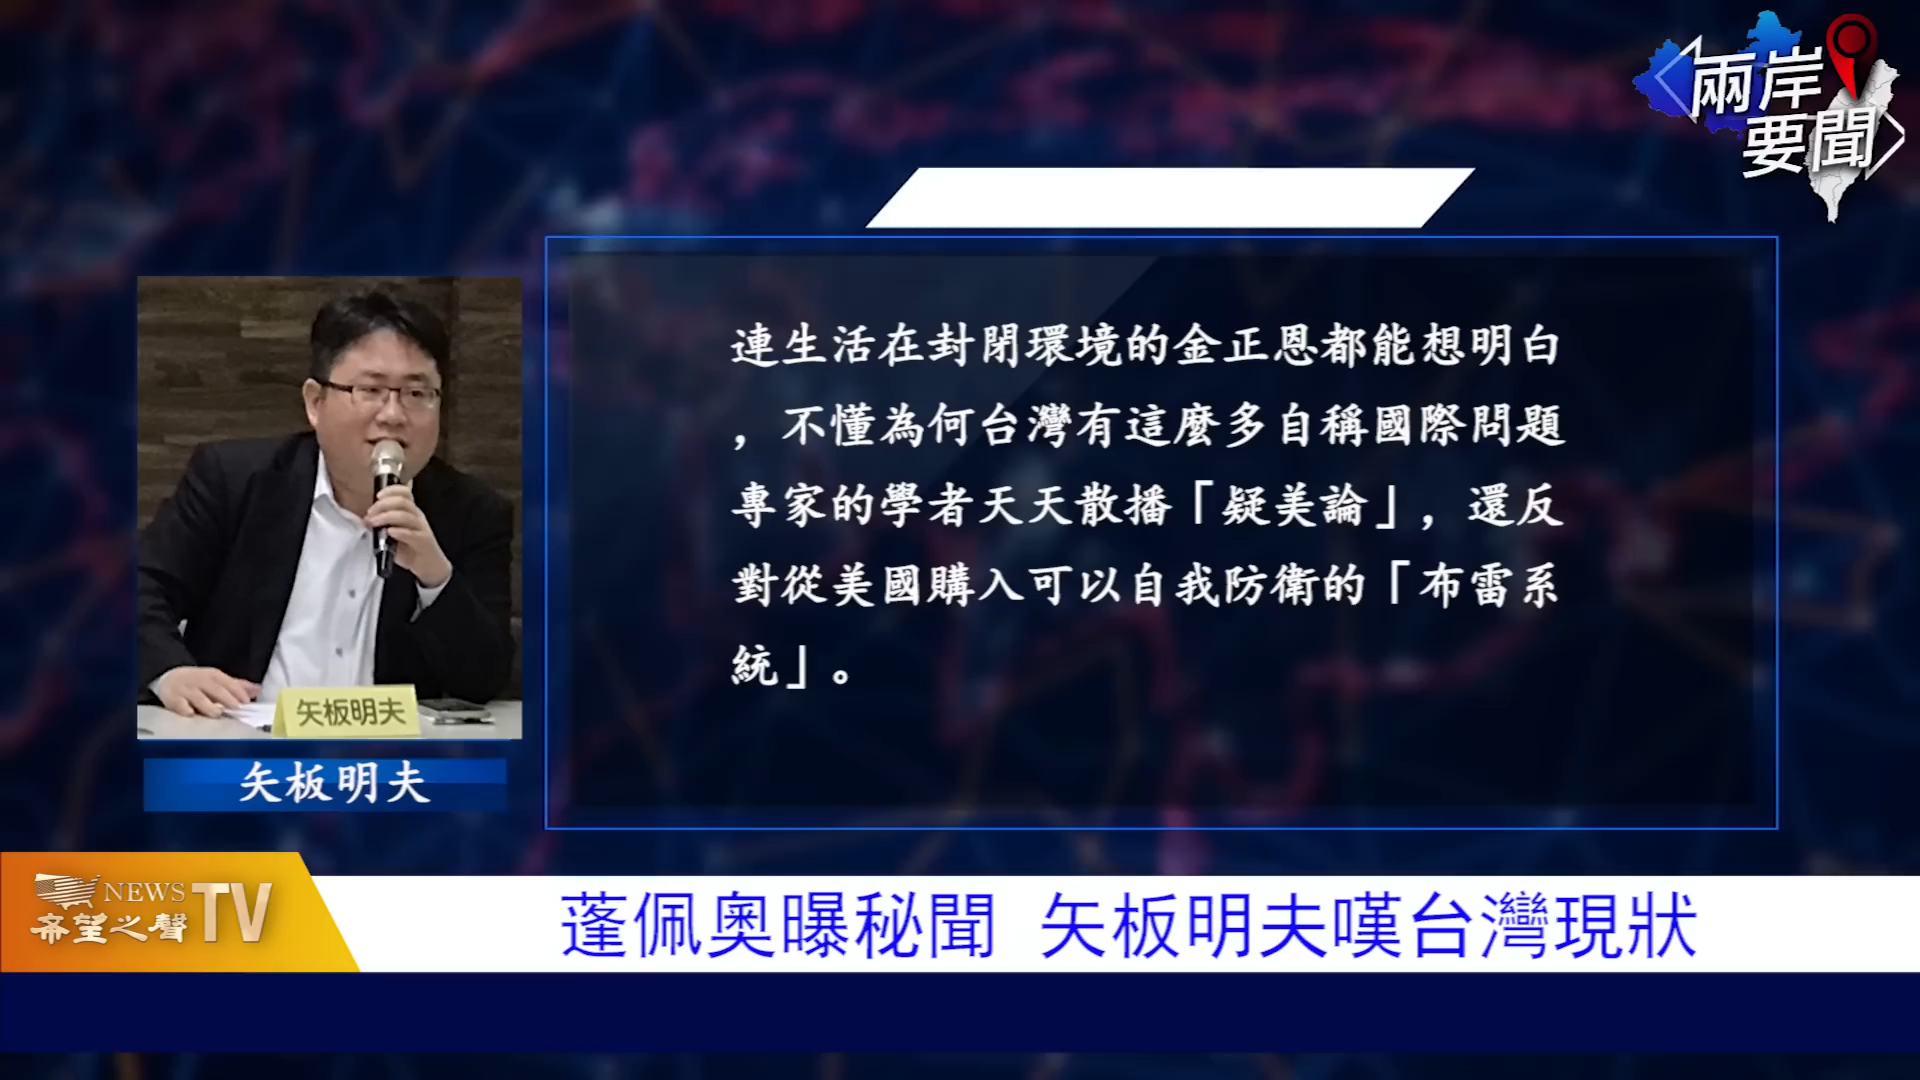 兩岸
要聞
連生活在封閉環境的金正恩都能想明白
，不懂為何台灣有這麼多自稱國際問題
專家的學者天天散播「疑美論」，還反
對從美國購入可以自我防衛的「布雷系
統」。
矢板明夫
矢板明夫
NEWS
希望之聲
TV
蓬佩奧曝秘聞 矢板明夫嘆台灣現狀